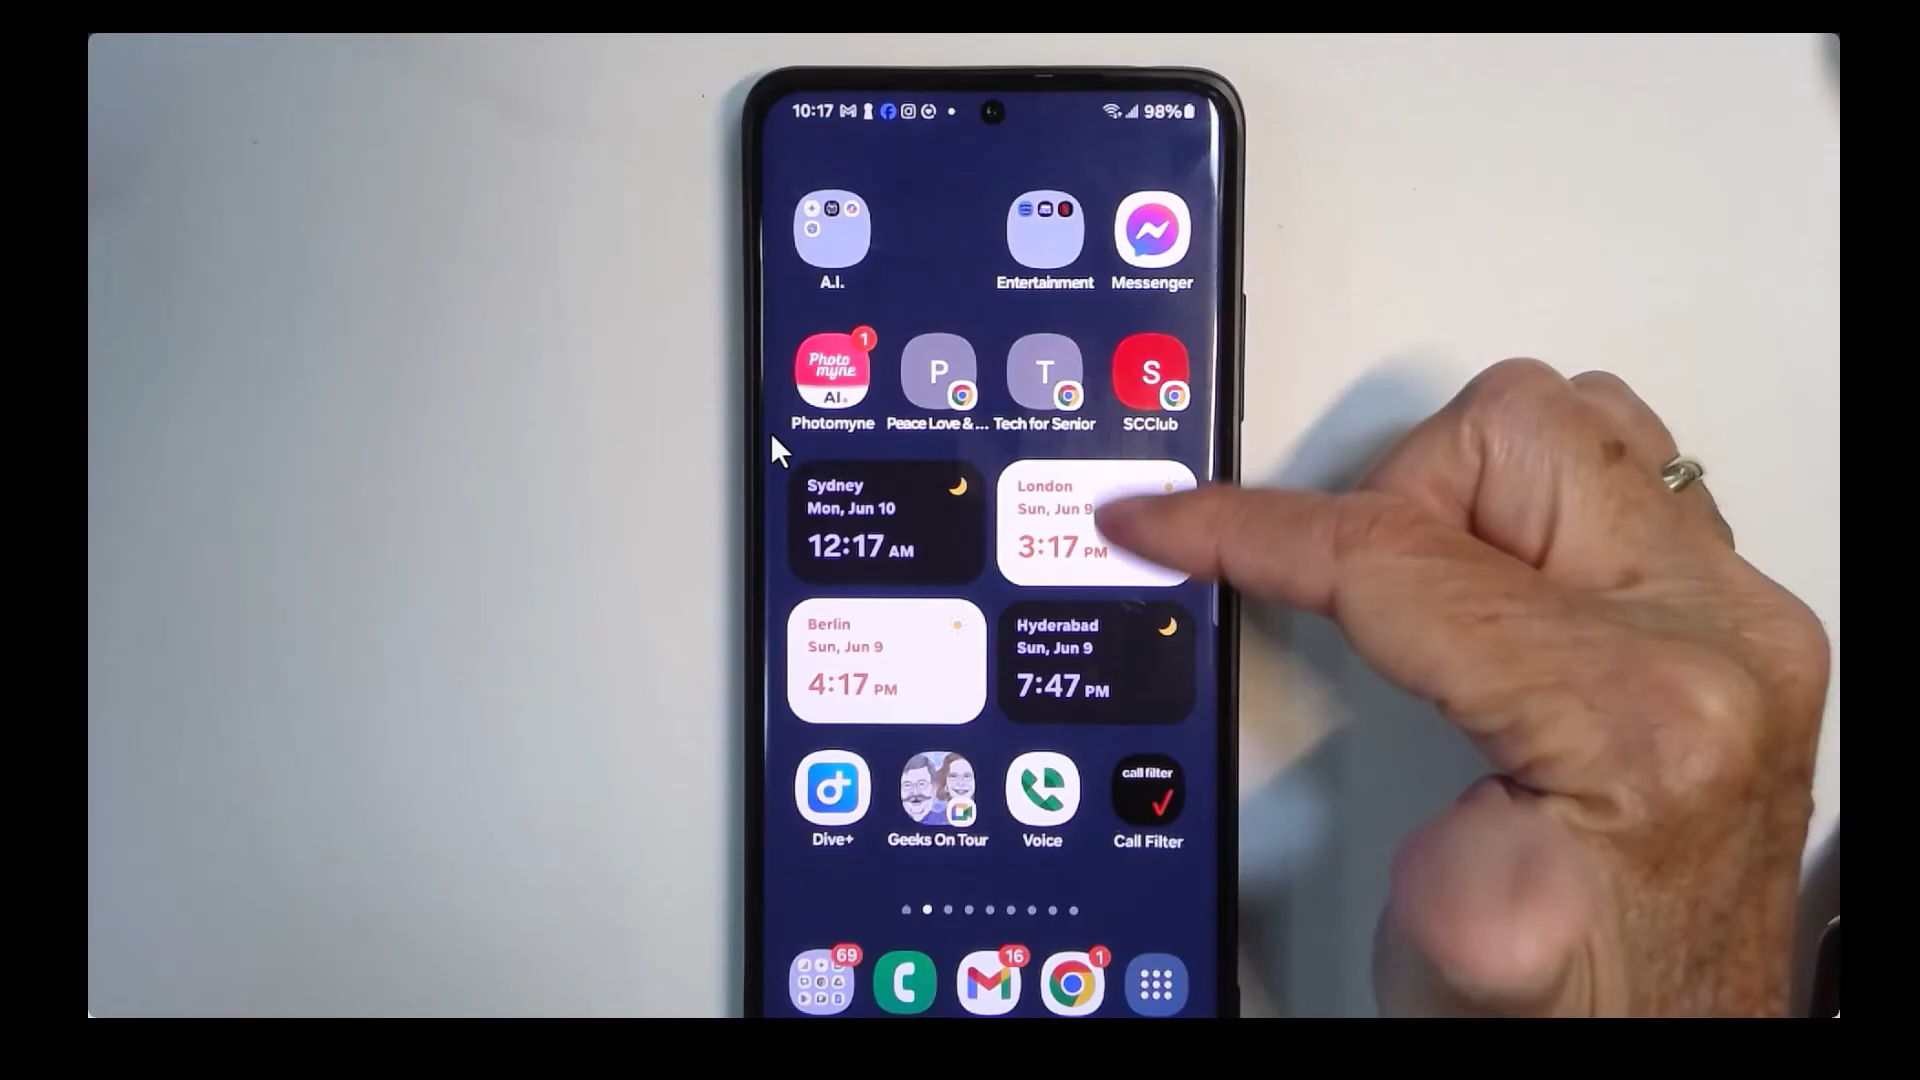 10:17
98%
A.I.
Entertainment
Messenger
1
Photo
myne
AI
P
T
S
Photomyne
Peace Love & ...
Tech for Senior
SCClub
Sydney
Mon, Jun 10
12:17 AM
London
Sun, Jun 9
3:17 PM
Berlin
Sun, Jun 9
4:17 PM
Hyderabad
Sun, Jun 9
7:47 PM
call filter
Dive+
Geeks On Tour
Voice
Call Filter
69
16
1